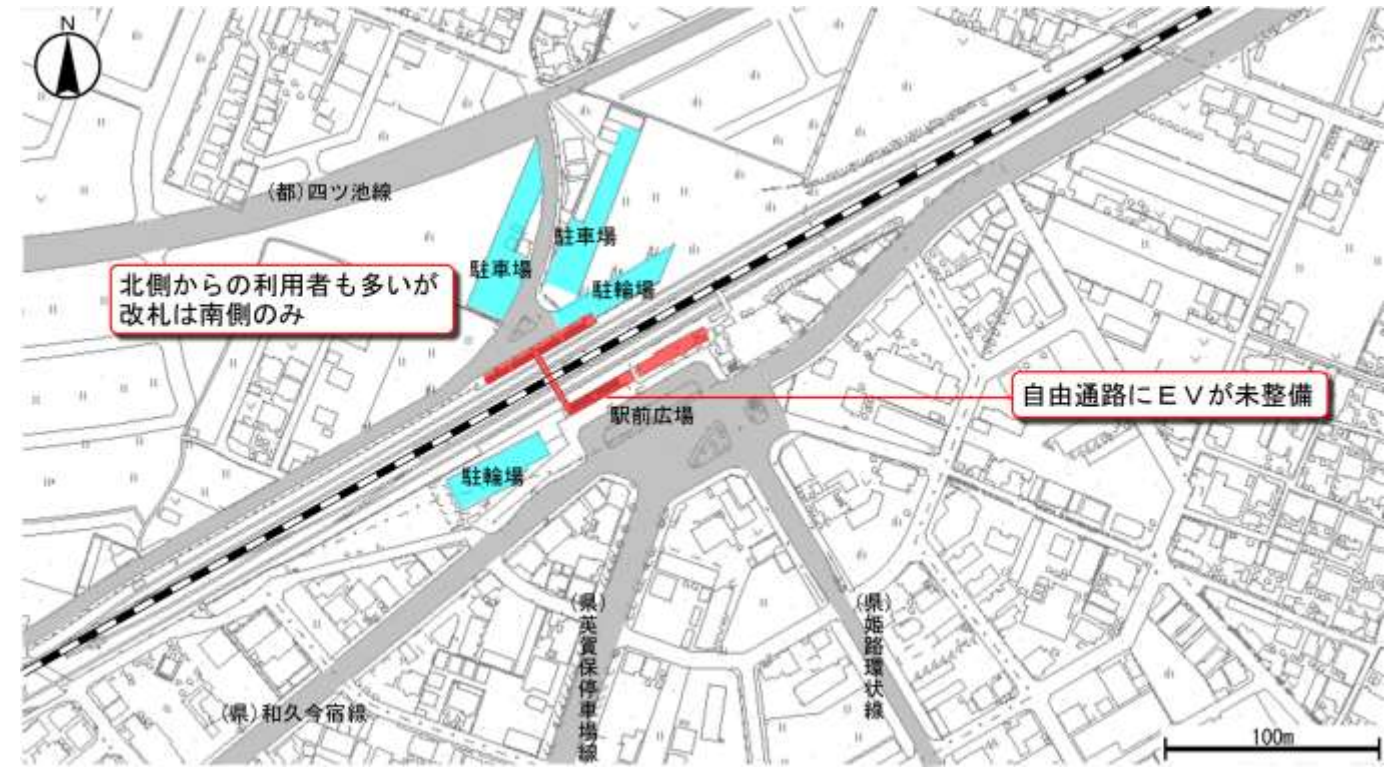 N
(都)四ツ池線
駐車場
駐車場
駐輪場
北側からの利用者も多いが
改札は南側のみ
自由通路にＥＶが未整備
駅前広場
駐輪場
(県)英賀保停車場線
(県)姫路環状線
(県)和久今宿線
100m